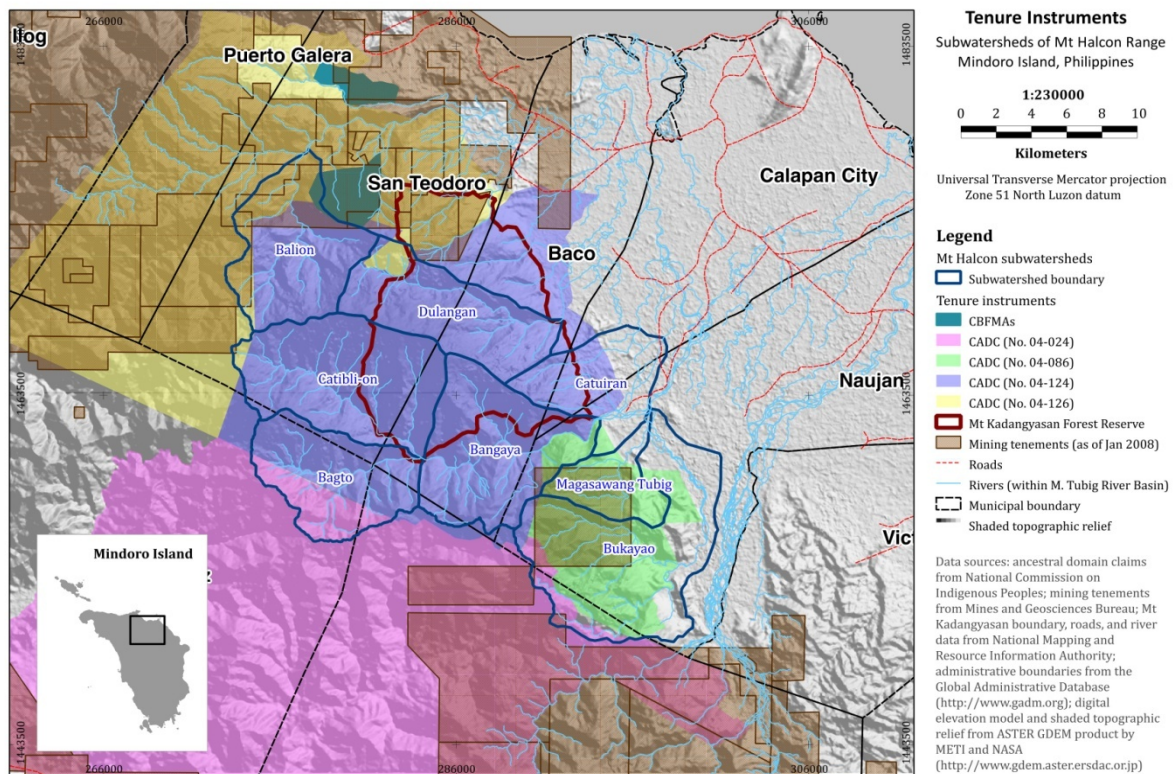 Tenure Instruments
Subwatersheds of Mt Halcon Range
Mindoro Island, Philippines
1:230000
0 2 4 6 8 10
Kilometers
Universal Transverse Mercator projection
Zone 51 North Luzon datum
Legend
Mt Halcon subwatersheds
Subwatershed boundary
Tenure instruments
CBFMAs
CADC (No. 04-024)
CADC (No. 04-086)
CADC (No. 04-124)
CADC (No. 04-126)
Mt Kadangyasan Forest Reserve
Mining tenements (as of Jan 2008)
Roads
Rivers (within M. Tubig River Basin)
Municipal boundary
Shaded topographic relief
Data sources: ancestral domain claims
from National Commission on
Indigenous Peoples; mining tenements
from Mines and Geosciences Bureau; Mt
Kadangyasan boundary, roads, and river
data from National Mapping and
Resource Information Authority;
administrative boundaries from the
Global Administrative Database
(http://www.gadm.org); digital
elevation model and shaded topographic
relief from ASTER GDEM product by
METI and NASA
(http://www.gdem.aster.ersdac.or.jp)
266000
286000
306000
1483500
1483500
Puerto Galera
San Teodoro
Calapan City
Baco
Balion
Dulangan
Catibli-on
Catuiran
Naujan
1463500
1463500
Bangaya
Bagto
Magasawang Tubig
Bukayao
Mindoro Island
1443500
1443500
266000
286000
306000